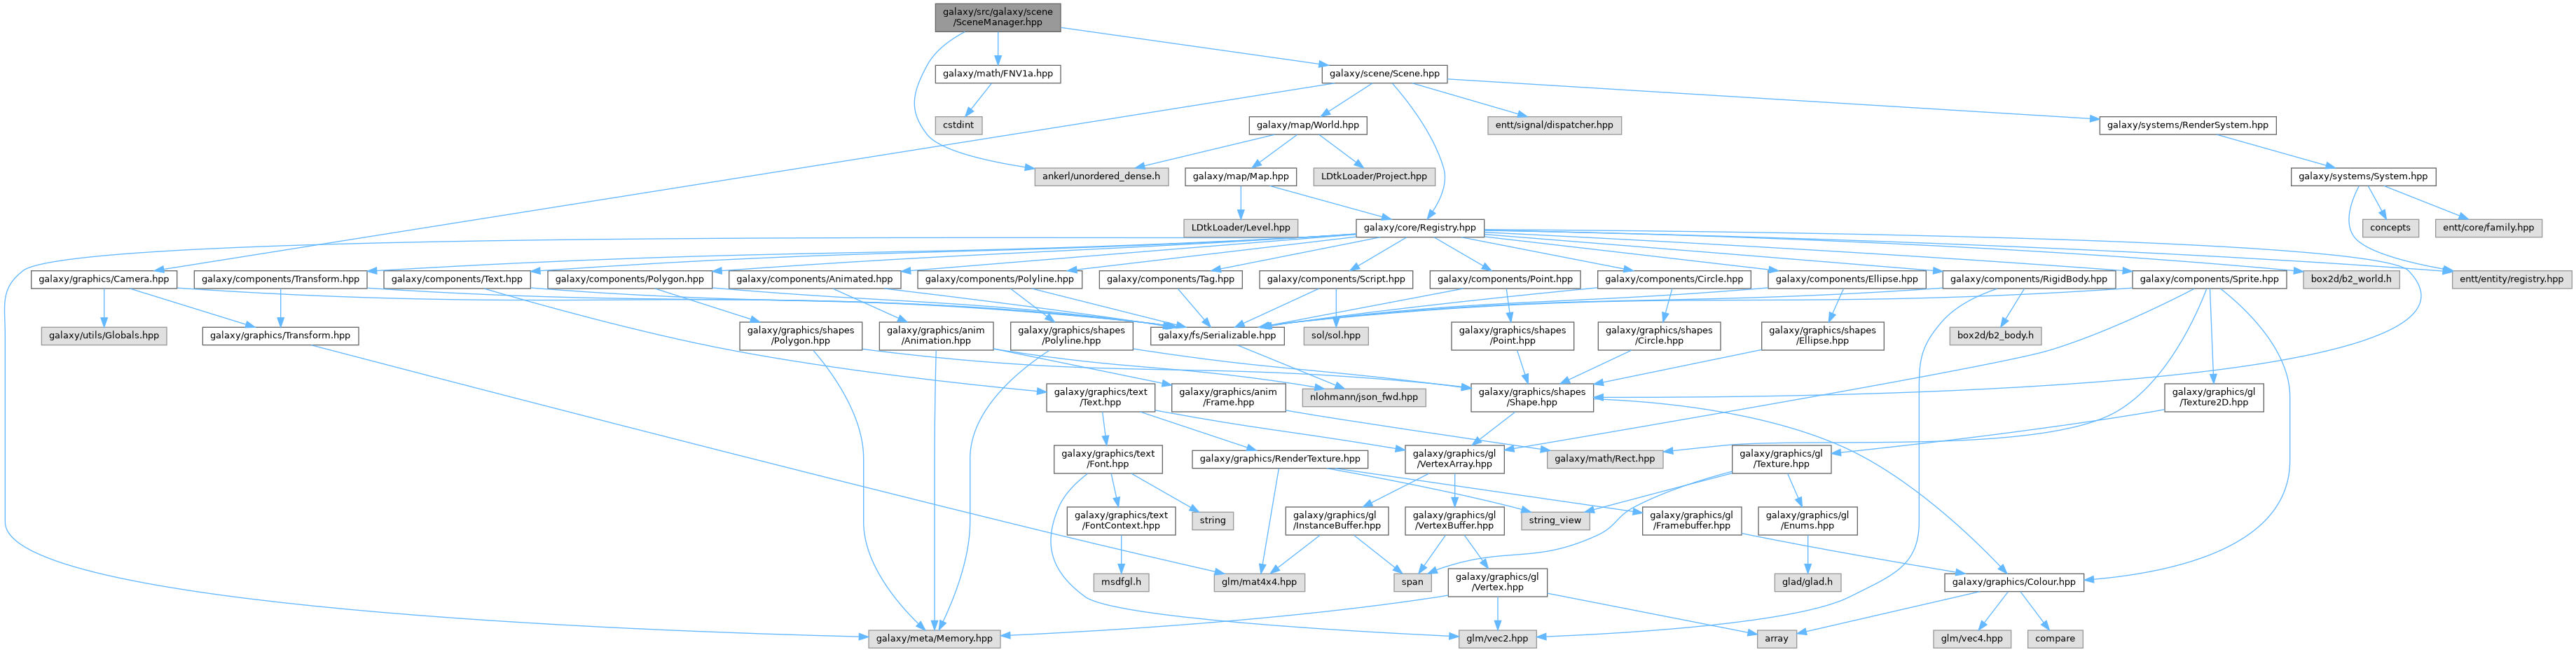 galaxy/src/galaxy/scene
/SceneManager.hpp
galaxy/math/FNV1a.hpp
galaxy/scene/Scene.hpp
cstdint
galaxy/map/World.hpp
entt/signal/dispatcher.hpp
galaxy/systems/RenderSystem.hpp
ankerl/unordered_dense.h
galaxy/map/Map.hpp
LDtkLoader/Project.hpp
galaxy/systems/System.hpp
LDtkLoader/Level.hpp
galaxy/core/Registry.hpp
concepts
entt/core/family.hpp
galaxy/graphics/Camera.hpp
galaxy/components/Transform.hpp
galaxy/components/Text.hpp
galaxy/components/Polygon.hpp
galaxy/components/Animated.hpp
galaxy/components/Polyline.hpp
galaxy/components/Tag.hpp
galaxy/components/Script.hpp
galaxy/components/Point.hpp
galaxy/components/Circle.hpp
galaxy/components/Ellipse.hpp
galaxy/components/RigidBody.hpp
galaxy/components/Sprite.hpp
box2d/b2_world.h
entt/entity/registry.hpp
galaxy/utils/Globals.hpp
galaxy/graphics/Transform.hpp
galaxy/graphics/shapes
/Polygon.hpp
galaxy/graphics/anim
/Animation.hpp
galaxy/graphics/shapes
/Polyline.hpp
galaxy/fs/Serializable.hpp
sol/sol.hpp
galaxy/graphics/shapes
/Point.hpp
galaxy/graphics/shapes
/Circle.hpp
galaxy/graphics/shapes
/Ellipse.hpp
box2d/b2_body.h
galaxy/graphics/text
/Text.hpp
galaxy/graphics/anim
/Frame.hpp
nlohmann/json_fwd.hpp
galaxy/graphics/shapes
/Shape.hpp
galaxy/graphics/gl
/Texture2D.hpp
galaxy/graphics/text
/Font.hpp
galaxy/graphics/RenderTexture.hpp
galaxy/graphics/gl
/VertexArray.hpp
galaxy/math/Rect.hpp
galaxy/graphics/gl
/Texture.hpp
galaxy/graphics/text
/FontContext.hpp
string
galaxy/graphics/gl
/InstanceBuffer.hpp
galaxy/graphics/gl
/VertexBuffer.hpp
string_view
galaxy/graphics/gl
/Framebuffer.hpp
galaxy/graphics/gl
/Enums.hpp
msdfgl.h
glm/mat4x4.hpp
span
galaxy/graphics/gl
/Vertex.hpp
glad/glad.h
galaxy/graphics/Colour.hpp
galaxy/meta/Memory.hpp
glm/vec2.hpp
array
glm/vec4.hpp
compare